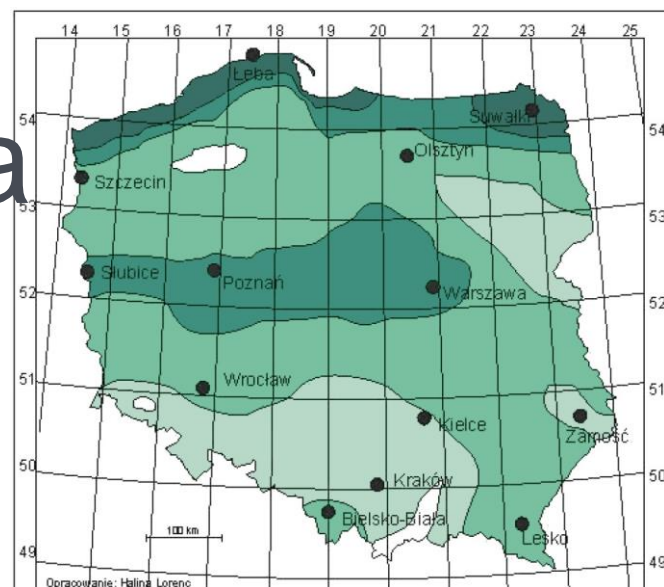 14 15 16 17 18 19 20 21 22 23 24 25
Łeba
Suwałki
54 54
Olsztyn
a
Szczecin
53 53
Słubice
Poznań
Warszawa
52 52
Wrocław
51 51
Kielce
Zamość
Kraków
50 50
Bielsko-Biała
Lesko
100 km
49 49
Opracowanie: Halina Lorenc